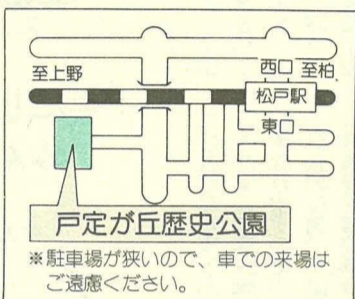 至上野
西口
至柏
松戸駅
東口
戸定が丘歴史公園
※駐車場が狭いので、車での来場は
ご遠慮ください。